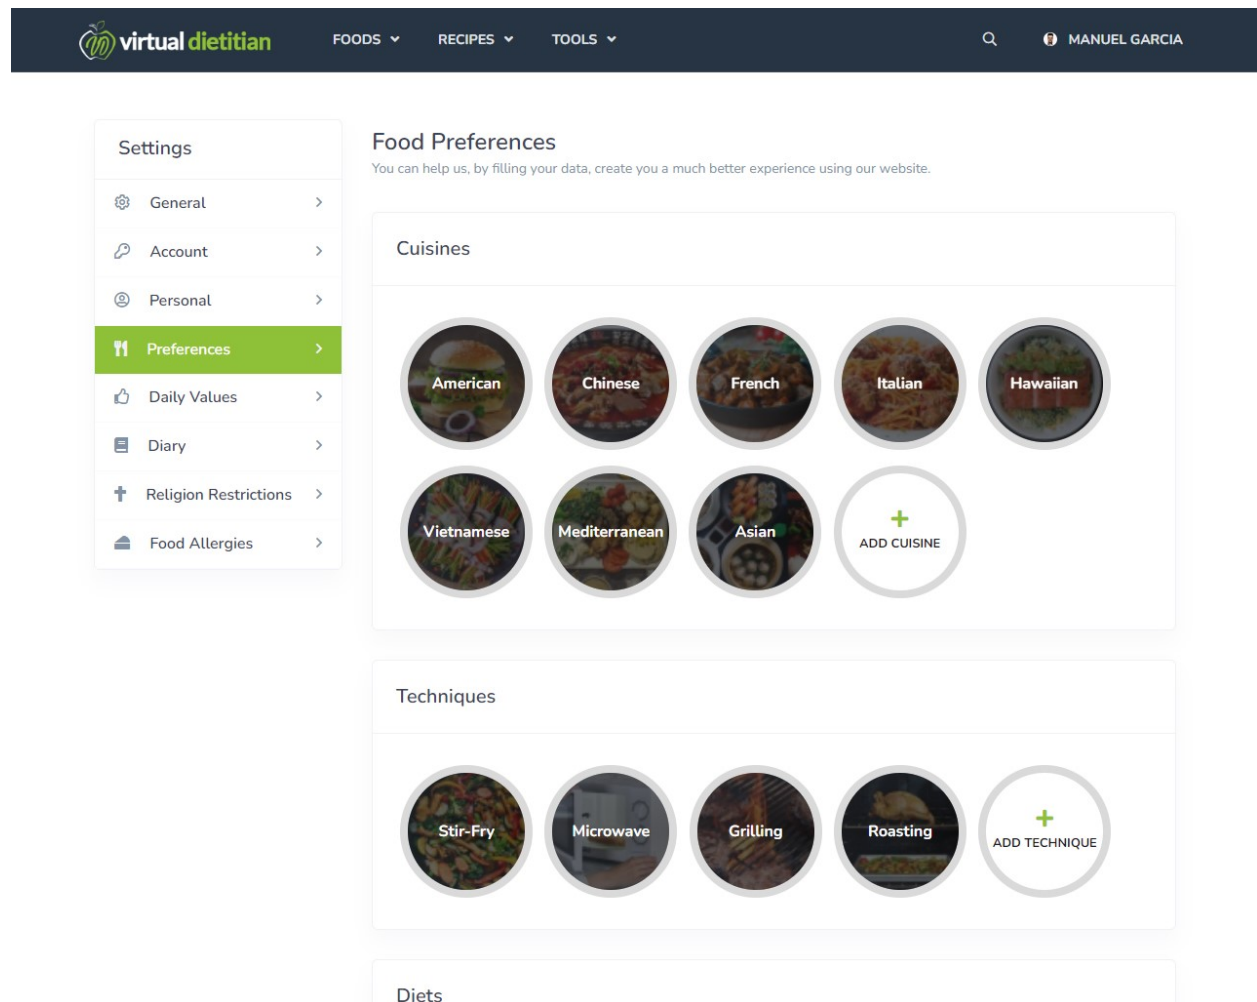 virtual dietitian
FOODS
RECIPES
TOOLS
MANUEL GARCIA
Settings
General
Account
Personal
Preferences
Daily Values
Diary
Religion Restrictions
Food Allergies
Food Preferences
You can help us, by filling your data, create you a much better experience using our website.
Cuisines
American
Chinese
French
Italian
Hawaiian
Vietnamese
Mediterranean
Asian
ADD CUISINE
Techniques
Stir-Fry
Microwave
Grilling
Roasting
ADD TECHNIQUE
Diets